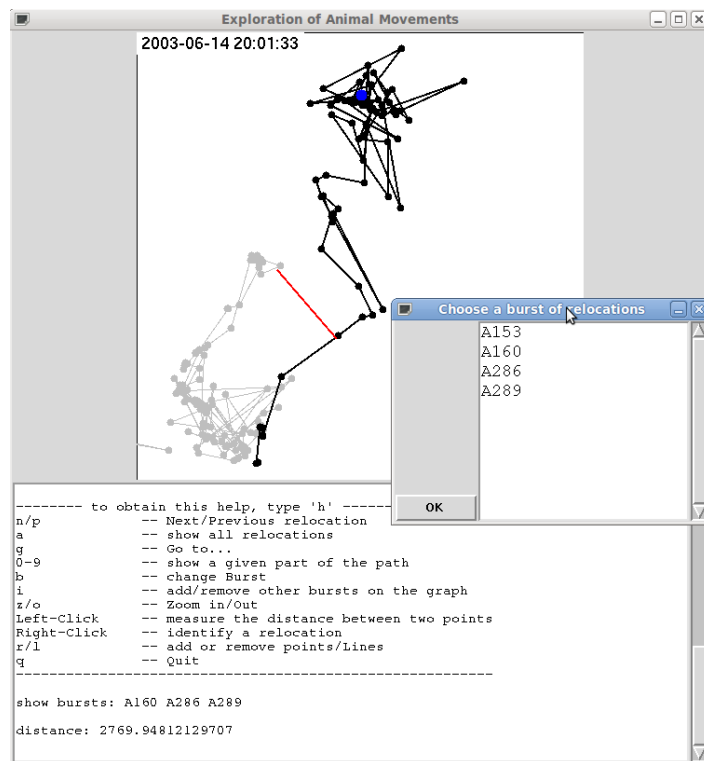 Exploration of Animal Movements
2003-06-14 20:01:33
Choose a burst of relocations
A153
A160
A286
A289
OK
-------- to obtain this help, type 'h' ------
n/p -- Next/Previous relocation
a -- show all relocations
g -- Go to...
0-9 -- show a given part of the path
b -- change Burst
i -- add/remove other bursts on the graph
z/o -- Zoom in/Out
Left-Click -- measure the distance between two points
Right-Click -- identify a relocation
r/l -- add or remove points/Lines
q -- Quit
---------------------------------------------------------
show bursts: A160 A286 A289
distance: 2769.94812129707